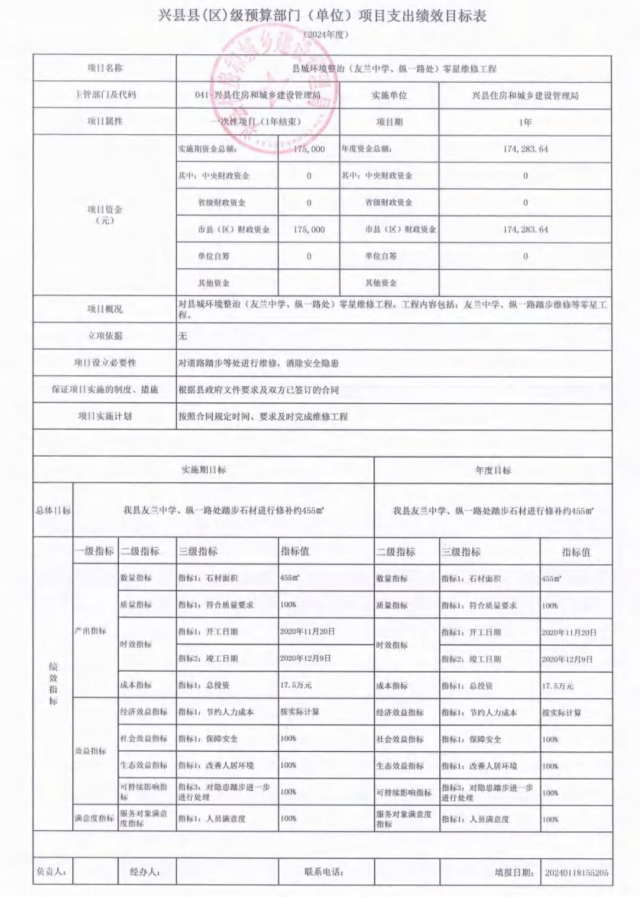 兴县县(区)级预算部门（单位）项目支出绩效目标表
（2024年度）
项目名称 县城环境整治（友兰中学、纵一路处）零星维修工程
主管部门及代码 041-兴县住房和城乡建设管理局 实施单位 兴县住房和城乡建设管理局
项目属性 一次性项目（1年结束） 项目期 1年
项目资金（元） 实施期资金总额: 175,000 年度资金总额: 174,283.64
其中: 中央财政资金 0 其中: 中央财政资金 0
省级财政资金 0 省级财政资金 0
市县（区）财政资金 175,000 市县（区）财政资金 174,283.64
单位自筹 0 单位自筹 0
其他资金 其他资金
项目概况 对县城环境整治（友兰中学、纵一路处）零星维修工程, 工程内容包括: 友兰中学、纵一路踏步维修等零星工
程。
立项依据 无
项目设立必要性 对道路踏步等处进行维修、消除安全隐患
保证项目实施的制度、措施 根据县政府文件要求及双方已签订的合同
项目实施计划 按照合同规定时间、要求及时完成维修工程
实施期目标 年度目标
总体目标 我县友兰中学、纵一路处踏步石材进行修补约455㎡ 我县友兰中学、纵一路处踏步石材进行修补约455㎡
绩效指标
一级指标 二级指标 三级指标 指标值 二级指标 三级指标 指标值
产出指标 数量指标 指标1: 石材面积 455㎡ 数量指标 指标1: 石材面积 455㎡
质量指标 指标1: 符合质量要求 100% 质量指标 指标1: 符合质量要求 100%
时效指标 指标1: 开工日期 2020年11月20日 时效指标 指标1: 开工日期 2020年11月20日
指标2: 竣工日期 2020年12月9日 指标2: 竣工日期 2020年12月9日
成本指标 指标1: 总投资 17.5万元 成本指标 指标1: 总投资 17.5万元
效益指标 经济效益指标 指标1: 节约人力成本 按实际计算 经济效益指标 指标1: 节约人力成本 按实际计算
社会效益指标 指标1: 保障安全 100% 社会效益指标 指标1: 保障安全 100%
生态效益指标 指标1: 改善人居环境 100% 生态效益指标 指标1: 改善人居环境 100%
可持续影响指标 指标3: 对隐患踏步进一步进行处理 100% 可持续影响指标 指标3: 对隐患踏步进一步进行处理 100%
满意度指标 服务对象满意度指标 指标1: 人员满意度 100% 服务对象满意度指标 指标1: 人员满意度 100%
负责人: 经办人: 联系电话: 填报日期: 20240118155205